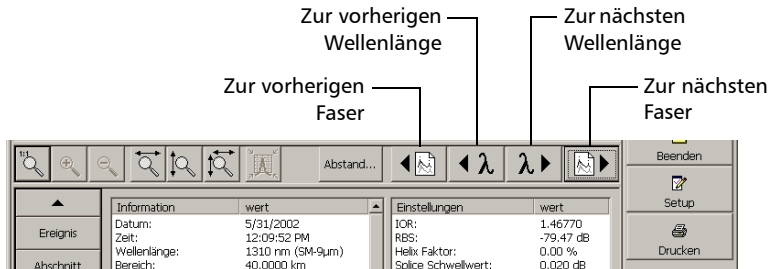 Zur vorherigen
Wellenlänge
Zur nächsten
Wellenlänge
Zur vorherigen
Faser
Zur nächsten
Faser
1:1
Abstand...
λ
λ
Beenden
Setup
Drucken
Ereignis
Abschnitt
Information wert
Datum: 5/31/2002
Zeit: 12:09:52 PM
Wellenlänge: 1310 nm (SM-9µm)
Bereich: 40.0000 km
Einstellungen wert
IOR: 1.46770
RBS: -79.47 dB
Helix Faktor: 0.00 %
Splice Schwellwert: 0.020 dB